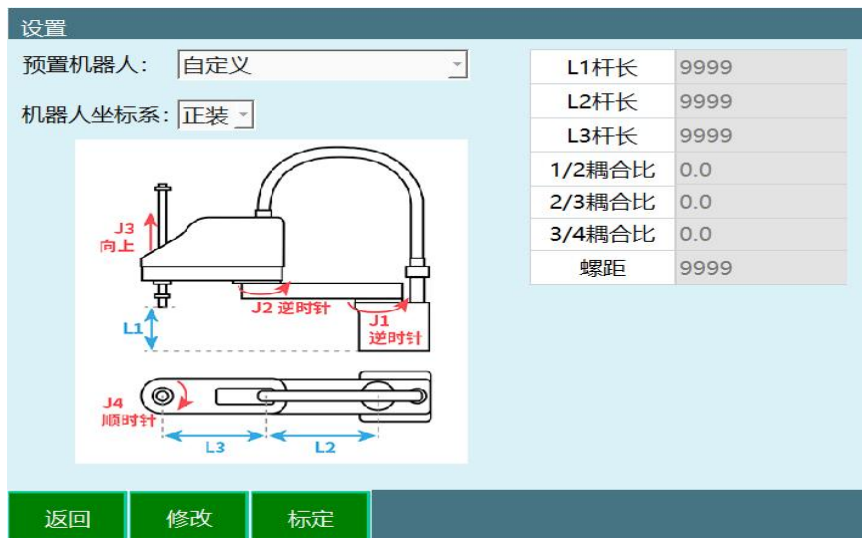 设置
预置机器人: 自定义
机器人坐标系: 正装
L1杆长 9999
L2杆长 9999
L3杆长 9999
1/2耦合比 0.0
2/3耦合比 0.0
3/4耦合比 0.0
螺距 9999
J3
向上
J2 逆时针
J1
逆时针
L1
J4
顺时针
L3
L2
返回 修改 标定